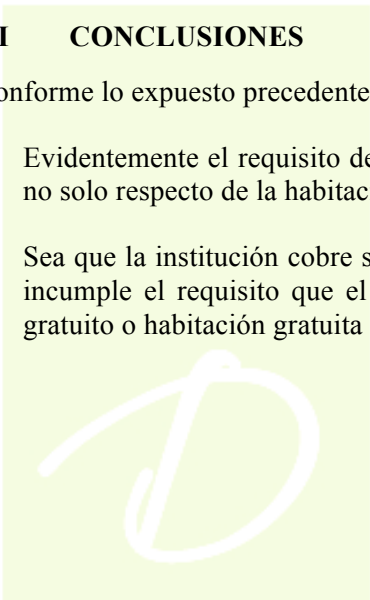 I CONCLUSIONES
onforme lo expuesto precedente
Evidentemente el requisito de
no solo respecto de la habitac
Sea que la institución cobre s
incumple el requisito que el
gratuito o habitación gratuita